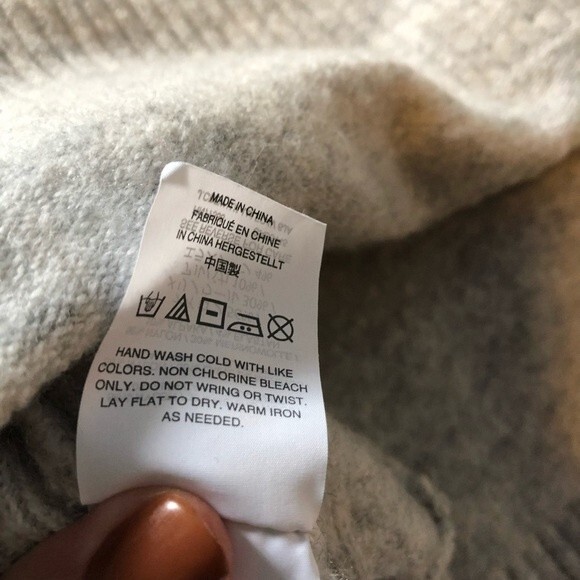 MADE IN CHINA
FABRIQUÉ EN CHINE
IN CHINA HERGESTELLT
中国製
HAND WASH COLD WITH LIKE
COLORS. NON CHLORINE BLEACH
ONLY. DO NOT WRING OR TWIST.
LAY FLAT TO DRY. WARM IRON
AS NEEDED.